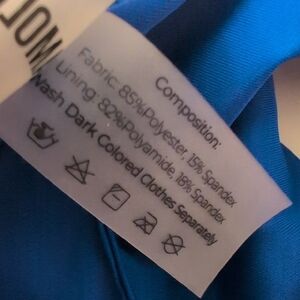 Composition:
Fabric: 85%Polyester, 15% Spandex
Lining: 82%Polyamide, 18% Spandex
Wash Dark Colored Clothes Separately